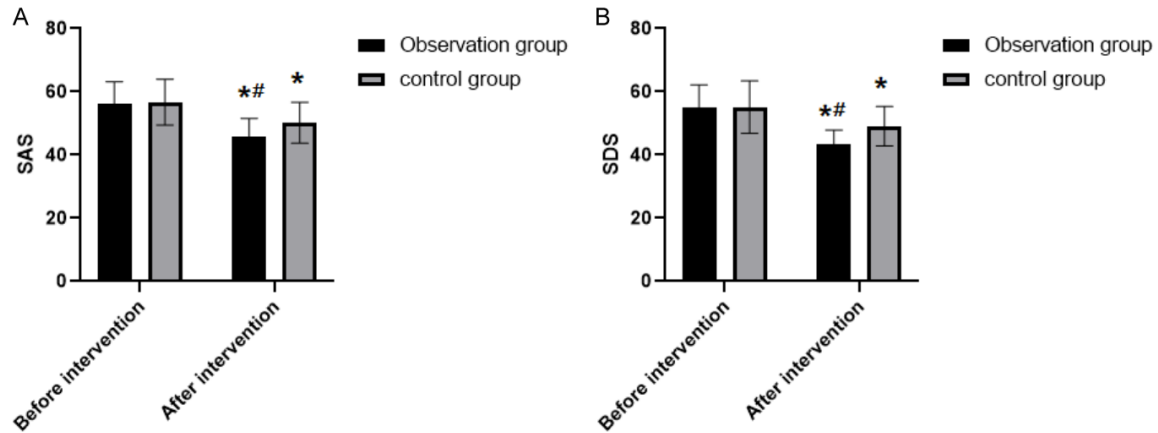 A
80
60
40
20
0
SAS
*#
*
Observation group
control group
Before intervention
After intervention
B
80
60
40
20
0
SDS
*#
*
Observation group
control group
Before intervention
After intervention